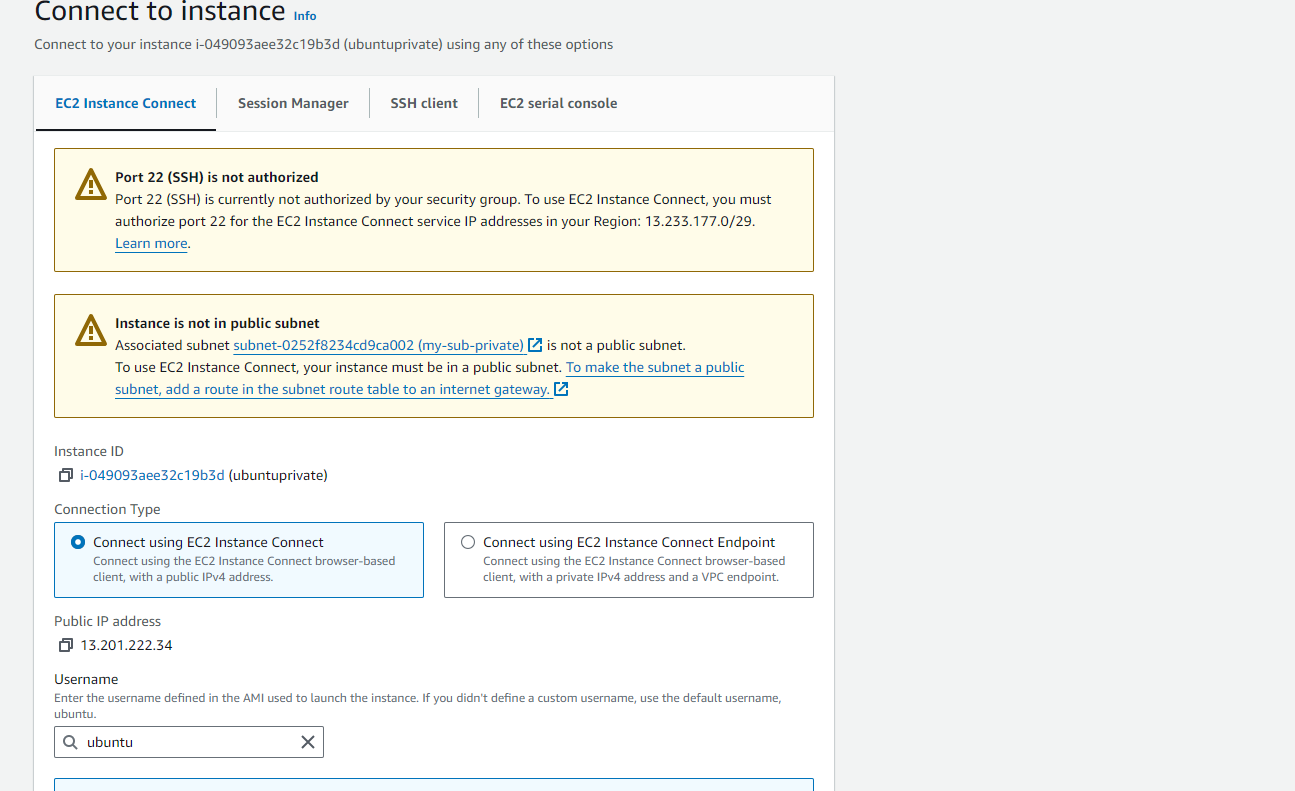 Connect to instance Info
Connect to your instance i-049093aee32c19b3d (ubuntuprivate) using any of these options
EC2 Instance Connect
Session Manager
SSH client
EC2 serial console
Port 22 (SSH) is not authorized
Port 22 (SSH) is currently not authorized by your security group. To use EC2 Instance Connect, you must
authorize port 22 for the EC2 Instance Connect service IP addresses in your Region: 13.233.177.0/29.
Learn more.
Instance is not in public subnet
Associated subnet subnet-0252f8234cd9ca002 (my-sub-private) is not a public subnet.
To use EC2 Instance Connect, your instance must be in a public subnet. To make the subnet a public
subnet, add a route in the subnet route table to an internet gateway.
Instance ID
i-049093aee32c19b3d (ubuntuprivate)
Connection Type
Connect using EC2 Instance Connect
Connect using the EC2 Instance Connect browser-based
client, with a public IPv4 address.
Connect using EC2 Instance Connect Endpoint
Connect using the EC2 Instance Connect browser-based
client, with a private IPv4 address and a VPC endpoint.
Public IP address
13.201.222.34
Username
Enter the username defined in the AMI used to launch the instance. If you didn't define a custom username, use the default username,
ubuntu.
ubuntu